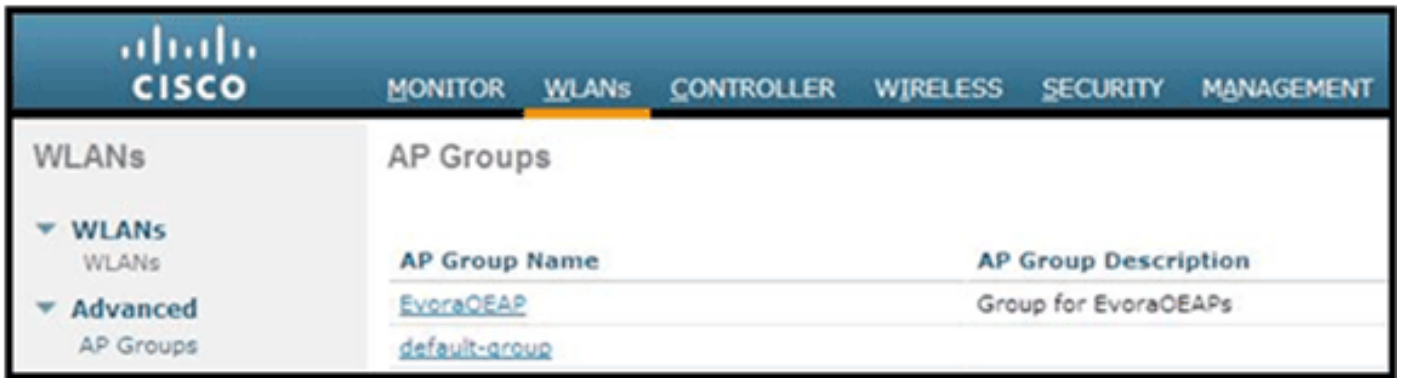 CISCO
MONITOR WLANs CONTROLLER WIRELESS SECURITY MANAGEMENT
WLANs
WLANs
WLANs
Advanced
AP Groups
AP Groups
AP Group Name AP Group Description
EvoraOEAP Group for EvoraOEAPs
default-group